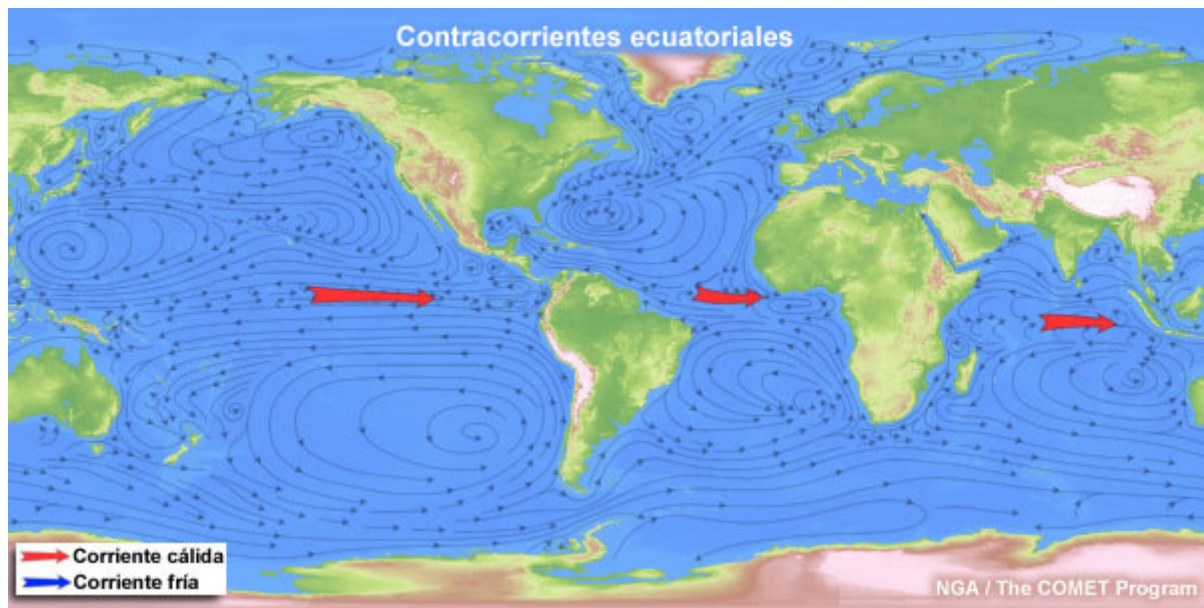 Contracorrientes ecuatoriales
Corriente cálida
Corriente fría
NGA / The COMET Program